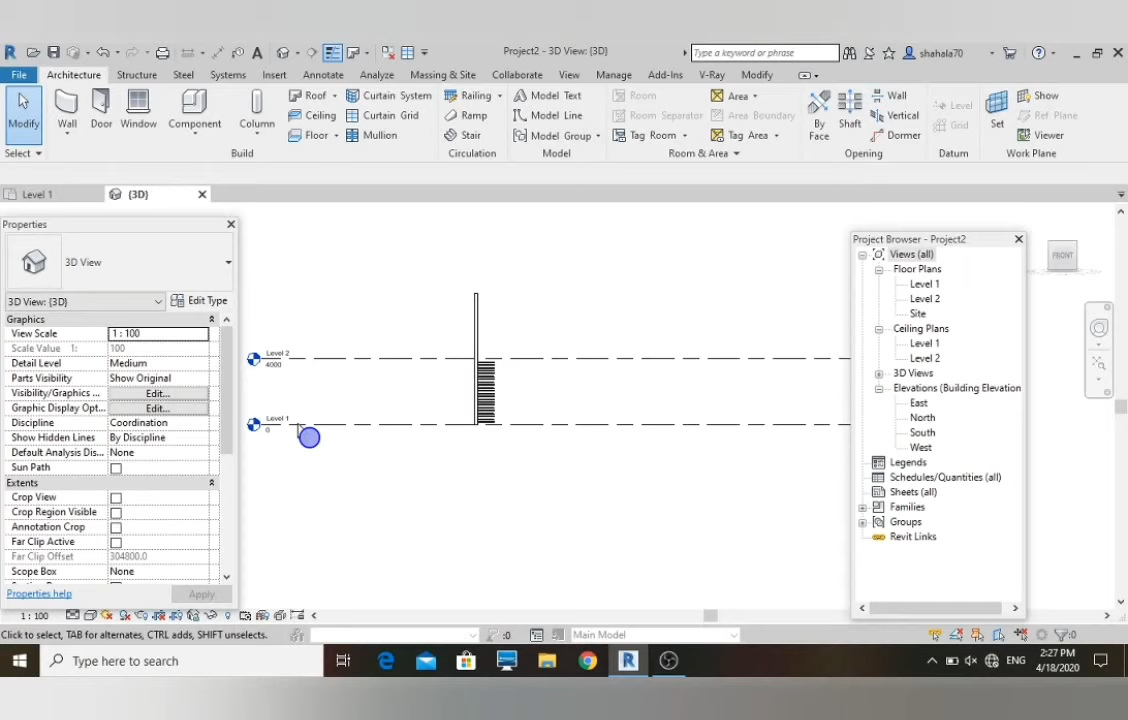 Project2 - 3D View: {3D}
Type a keyword or phrase
shahala70
File
Architecture
Structure
Steel
Systems
Insert
Annotate
Analyze
Massing & Site
Collaborate
View
Manage
Add-Ins
V-Ray
Modify
Modify
Wall
Door
Window
Component
Column
Roof
Ceiling
Floor
Curtain System
Curtain Grid
Mullion
Railing
Ramp
Stair
Model Text
Model Line
Model Group
Room
Room Separator
Tag Room
Area
Area Boundary
Tag Area
By
Face
Shaft
Wall
Vertical
Dormer
Level
Grid
Set
Show
Ref Plane
Viewer
Select
Build
Circulation
Model
Room & Area
Opening
Datum
Work Plane
Level 1
{3D}
Properties
3D View
3D View: {3D}
Edit Type
Graphics
View Scale
1 : 100
Scale Value 1:
100
Detail Level
Medium
Parts Visibility
Show Original
Visibility/Graphics ...
Edit...
Graphic Display Opt...
Edit...
Discipline
Coordination
Show Hidden Lines
By Discipline
Default Analysis Dis...
None
Sun Path
Extents
Crop View
Crop Region Visible
Annotation Crop
Far Clip Active
Far Clip Offset
304800.0
Scope Box
None
Properties help
Apply
Level 2
4000
Level 1
0
Project Browser - Project2
Views (all)
Floor Plans
Level 1
Level 2
Site
Ceiling Plans
Level 1
Level 2
3D Views
Elevations (Building Elevation
East
North
South
West
Legends
Schedules/Quantities (all)
Sheets (all)
Families
Groups
Revit Links
FRONT
1 : 100
Click to select, TAB for alternates, CTRL adds, SHIFT unselects.
:0
Main Model
:0
Type here to search
ENG
2:27 PM
4/18/2020